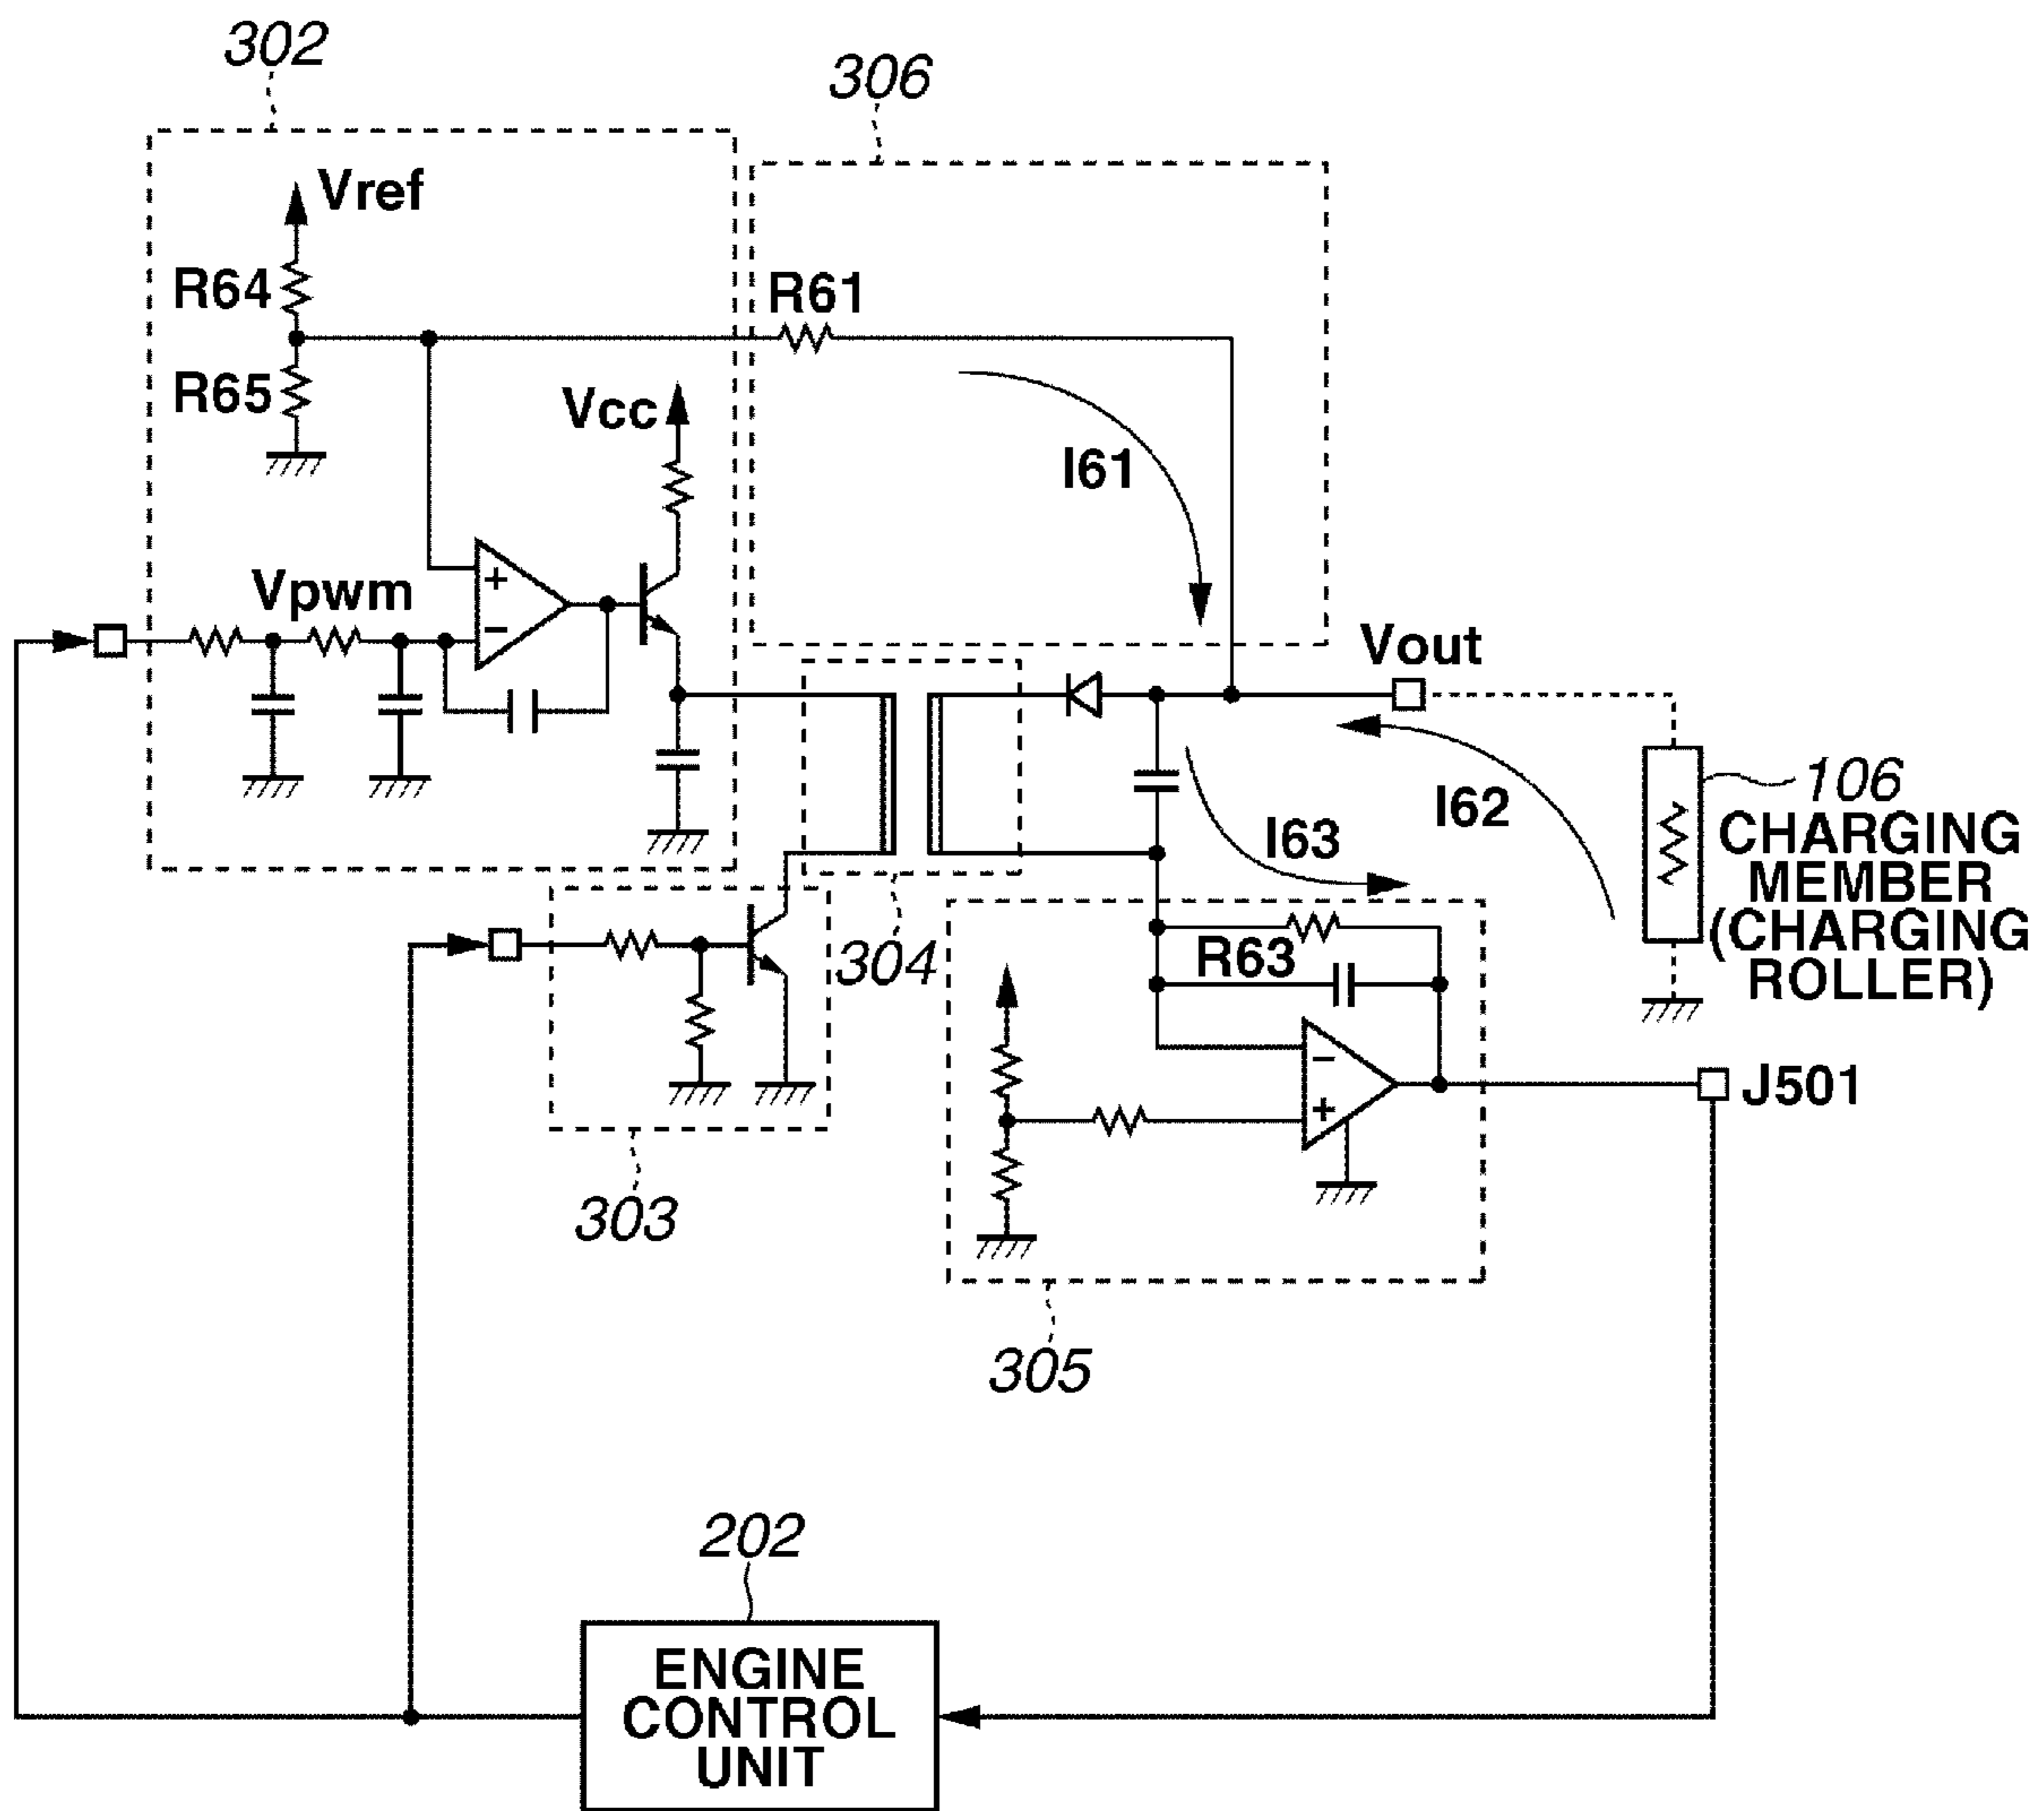 302
306
Vref
R64
R61
R65
Vcc
I61
Vpwm
+
−
Vout
106
I62
CHARGING
MEMBER
(CHARGING
ROLLER)
I63
304
R63
−
+
J501
303
305
202
ENGINE
CONTROL
UNIT